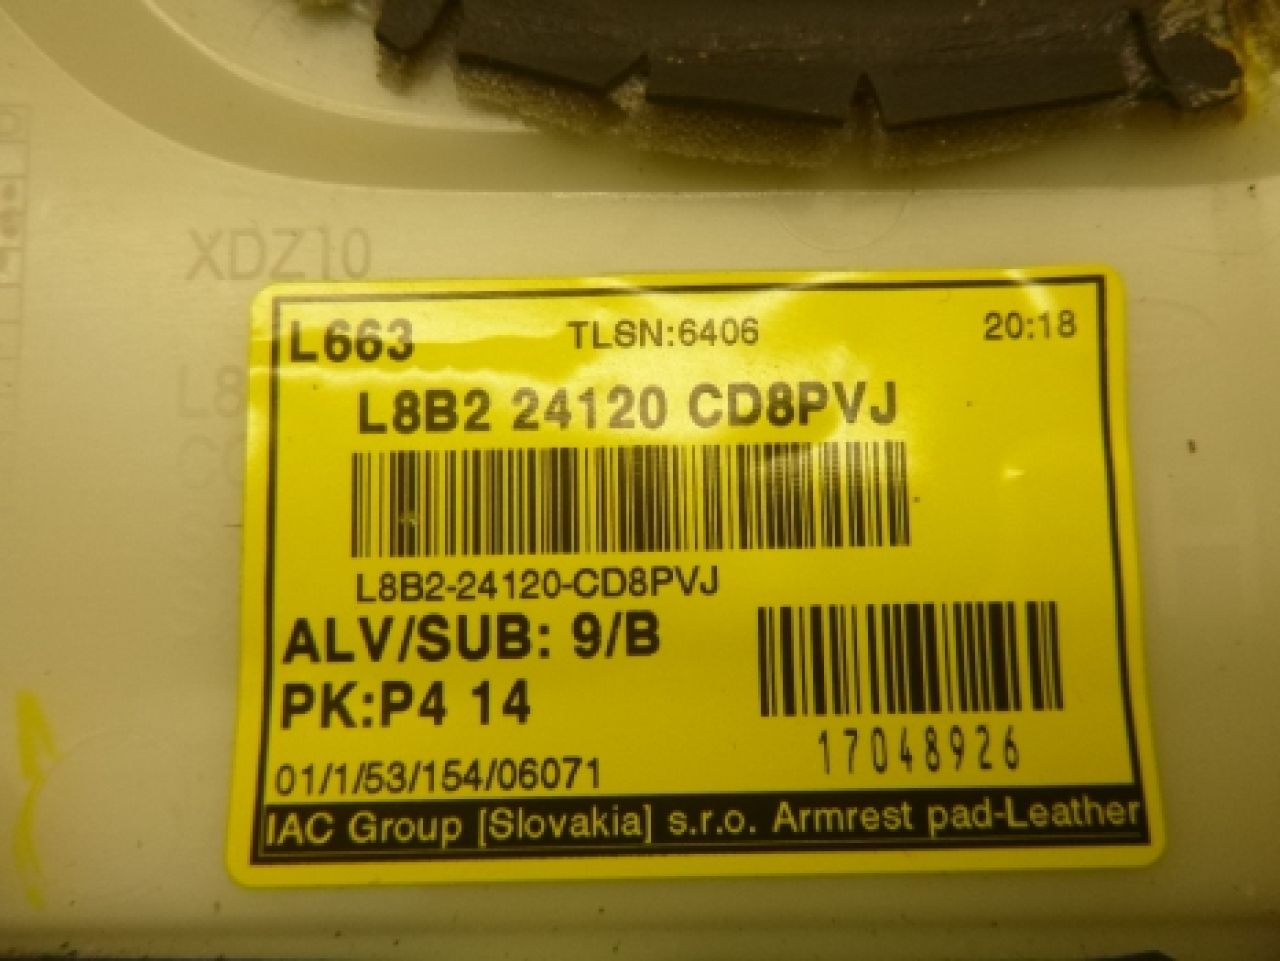 XDZ10
L663
TLSN:6406
20:18
L8
L8B2 24120 CD8PVJ
L8B2-24120-CD8PVJ
ALV/SUB: 9/B
PK:P4 14
17048926
01/1/53/154/06071
IAC Group [Slovakia] s.r.o. Armrest pad-Leather